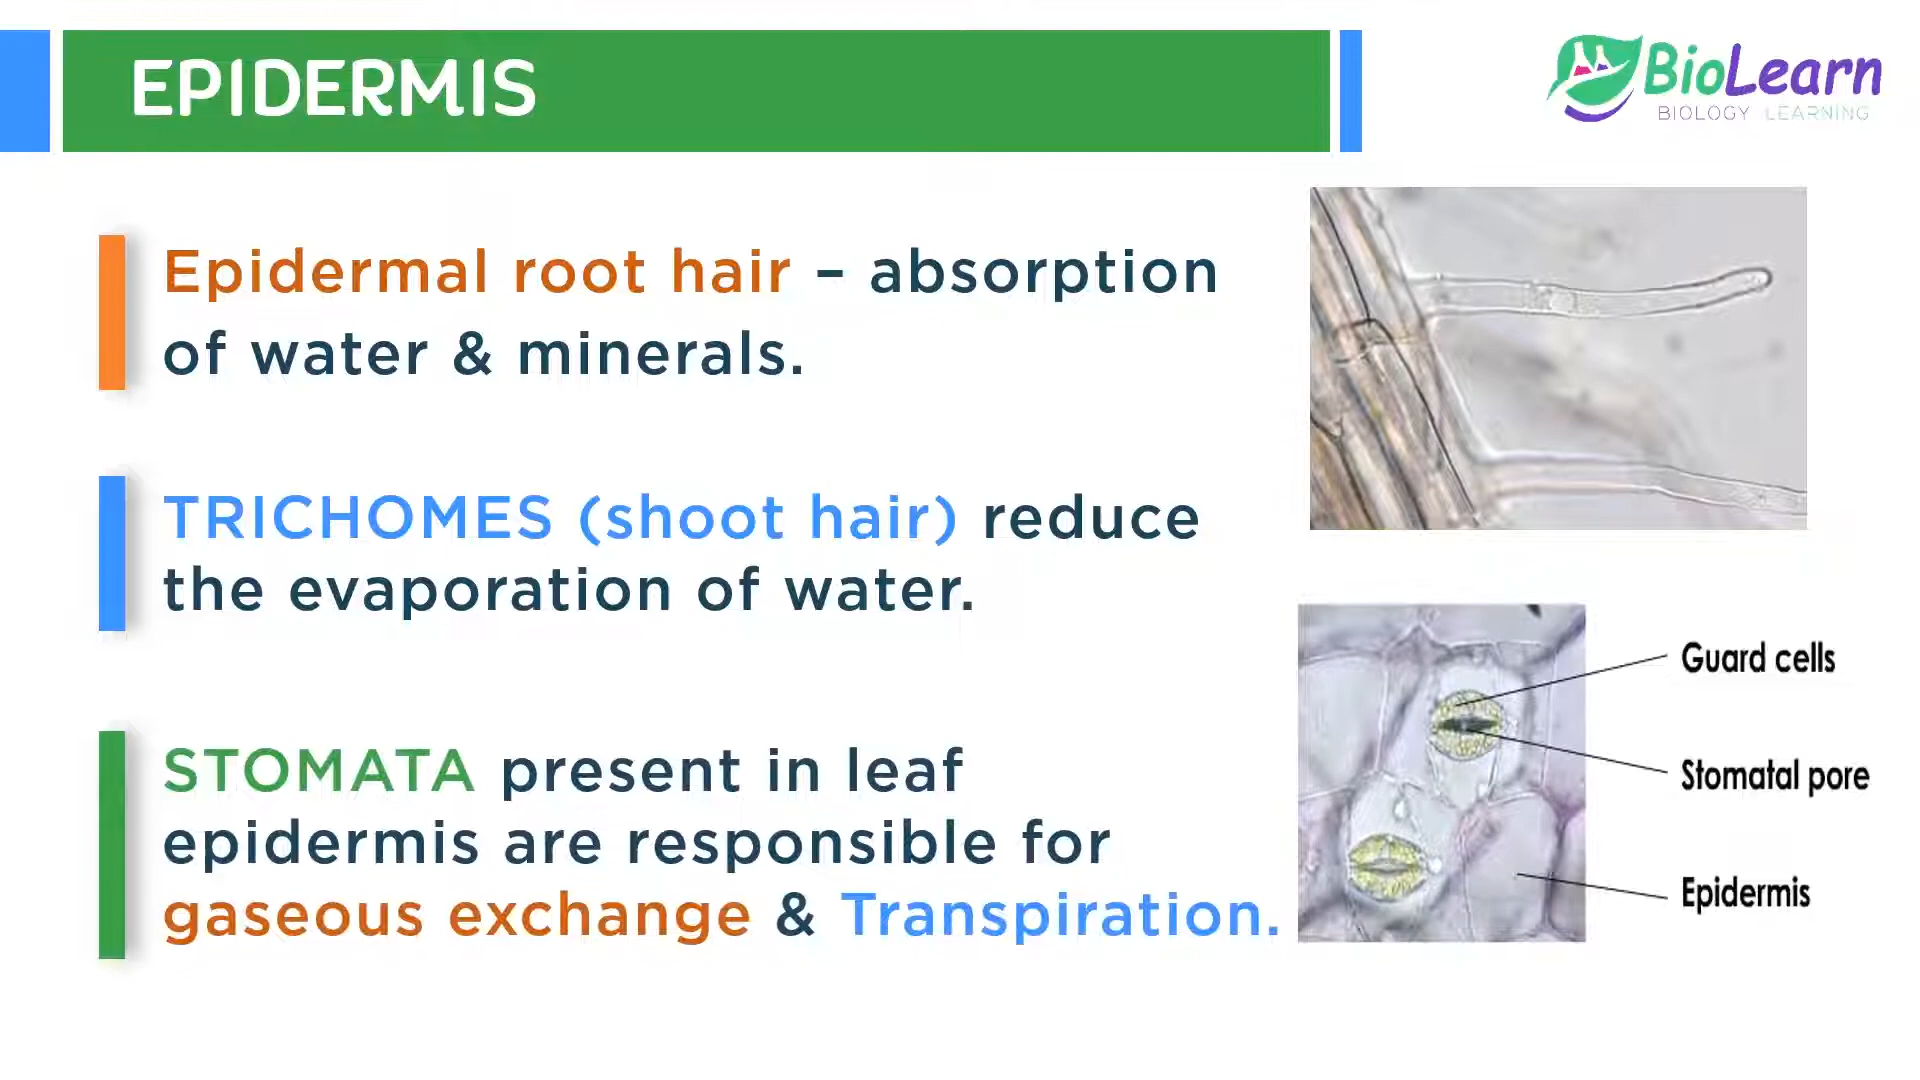 EPIDERMIS
BioLearn
BIOLOGY LEARNING
Epidermal root hair – absorption
of water & minerals.
TRICHOMES (shoot hair) reduce
the evaporation of water.
STOMATA present in leaf
epidermis are responsible for
gaseous exchange & Transpiration.
Guard cells
Stomatal pore
Epidermis